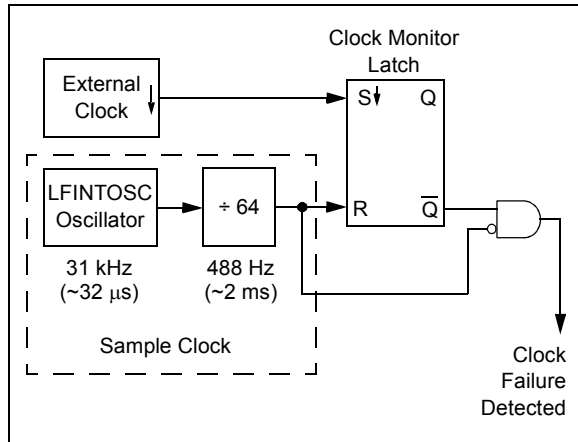 Clock Monitor
Latch
External
Clock
S
Q
LFINTOSC
Oscillator
÷ 64
R
Q̅
31 kHz
(~32 μs)
488 Hz
(~2 ms)
Sample Clock
Clock
Failure
Detected